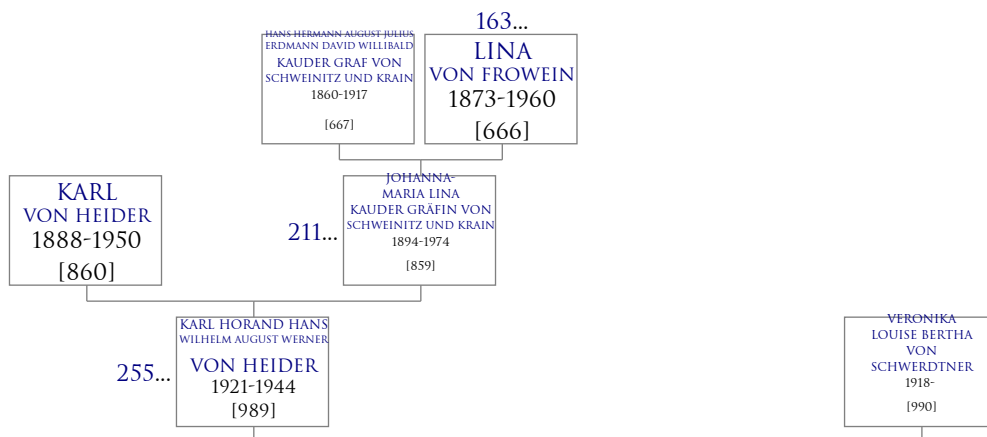 163...
HANS HERMANN AUGUST JULIUS
ERDMANN DAVID WILLIBALD
KAUDER GRAF VON
SCHWEINITZ UND KRAIN
1860-1917
[667]
LINA
VON FROWEIN
1873-1960
[666]
KARL
VON HEIDER
1888-1950
[860]
211...
JOHANNA-
MARIA LINA
KAUDER GRÄFIN VON
SCHWEINITZ UND KRAIN
1894-1974
[859]
255...
KARL HORAND HANS
WILHELM AUGUST WERNER
VON HEIDER
1921-1944
[989]
VERONIKA
LOUISE BERTHA
VON
SCHWERDTNER
1918-
[990]